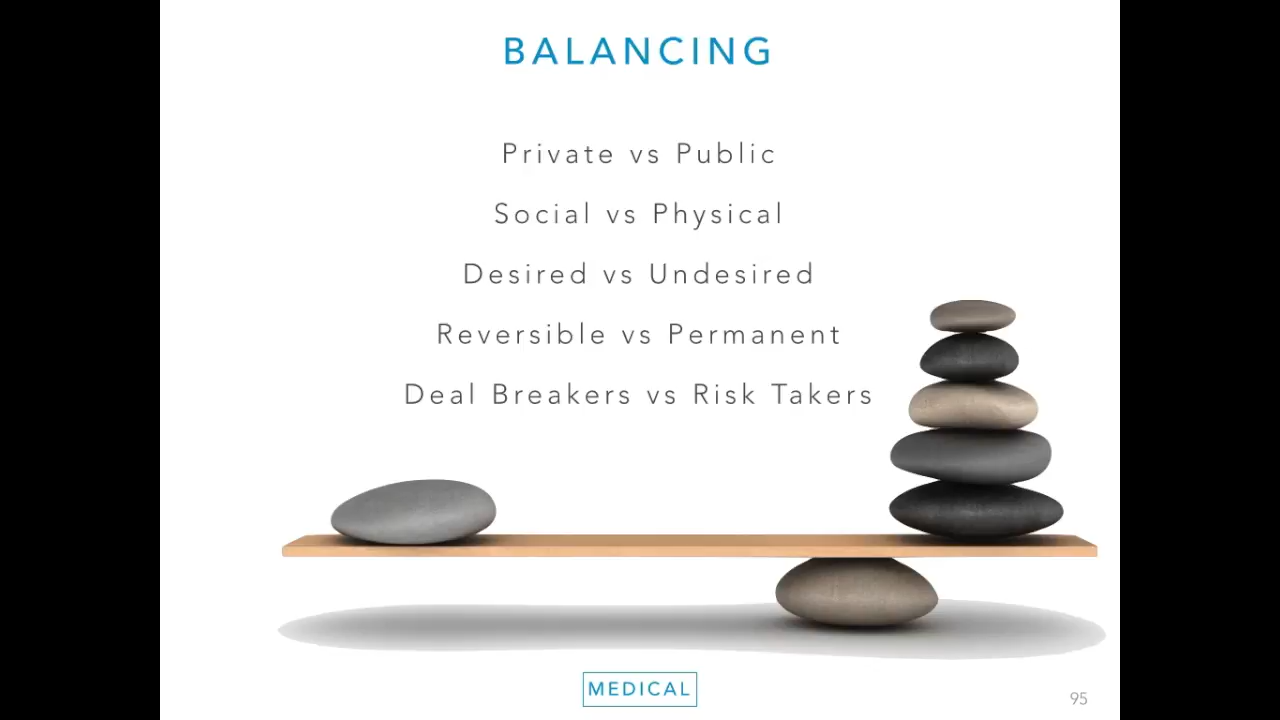 BALANCING
Private vs Public
Social vs Physical
Desired vs Undesired
Reversible vs Permanent
Deal Breakers vs Risk Takers
MEDICAL
95